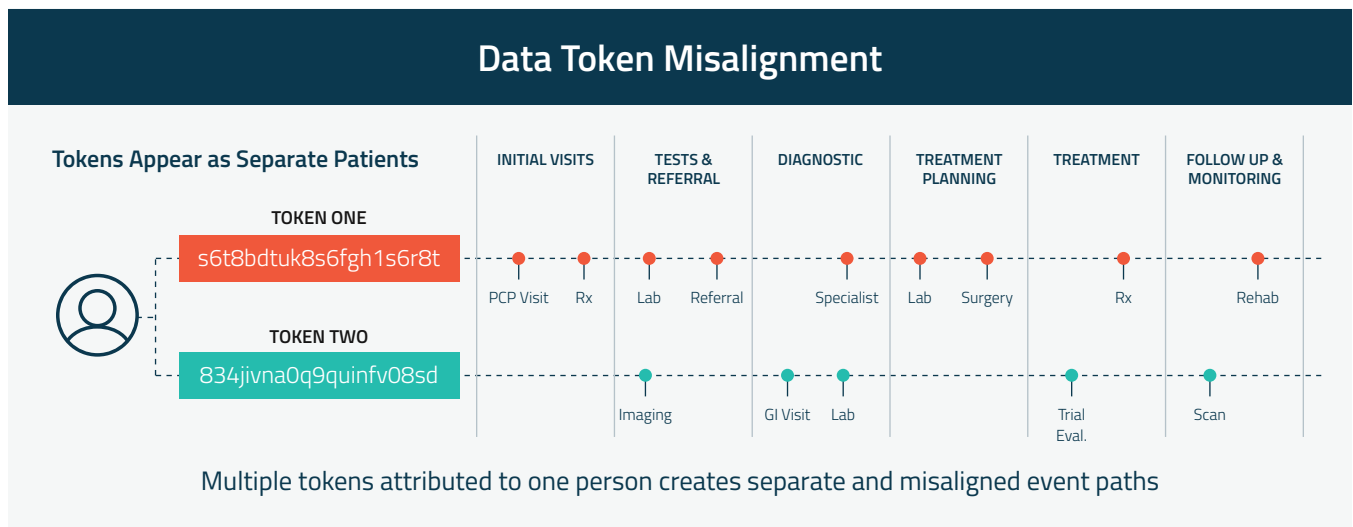 Data Token Misalignment
Tokens Appear as Separate Patients
INITIAL VISITS
TESTS &
REFERRAL
DIAGNOSTIC
TREATMENT
PLANNING
TREATMENT
FOLLOW UP &
MONITORING
TOKEN ONE
s6t8bdtuk8s6fgh1s6r8t
PCP Visit
Rx
Lab
Referral
Specialist
Lab
Surgery
Rx
Rehab
TOKEN TWO
834jivna0q9quinfv08sd
Imaging
GI Visit
Lab
Trial
Eval.
Scan
Multiple tokens attributed to one person creates separate and misaligned event paths